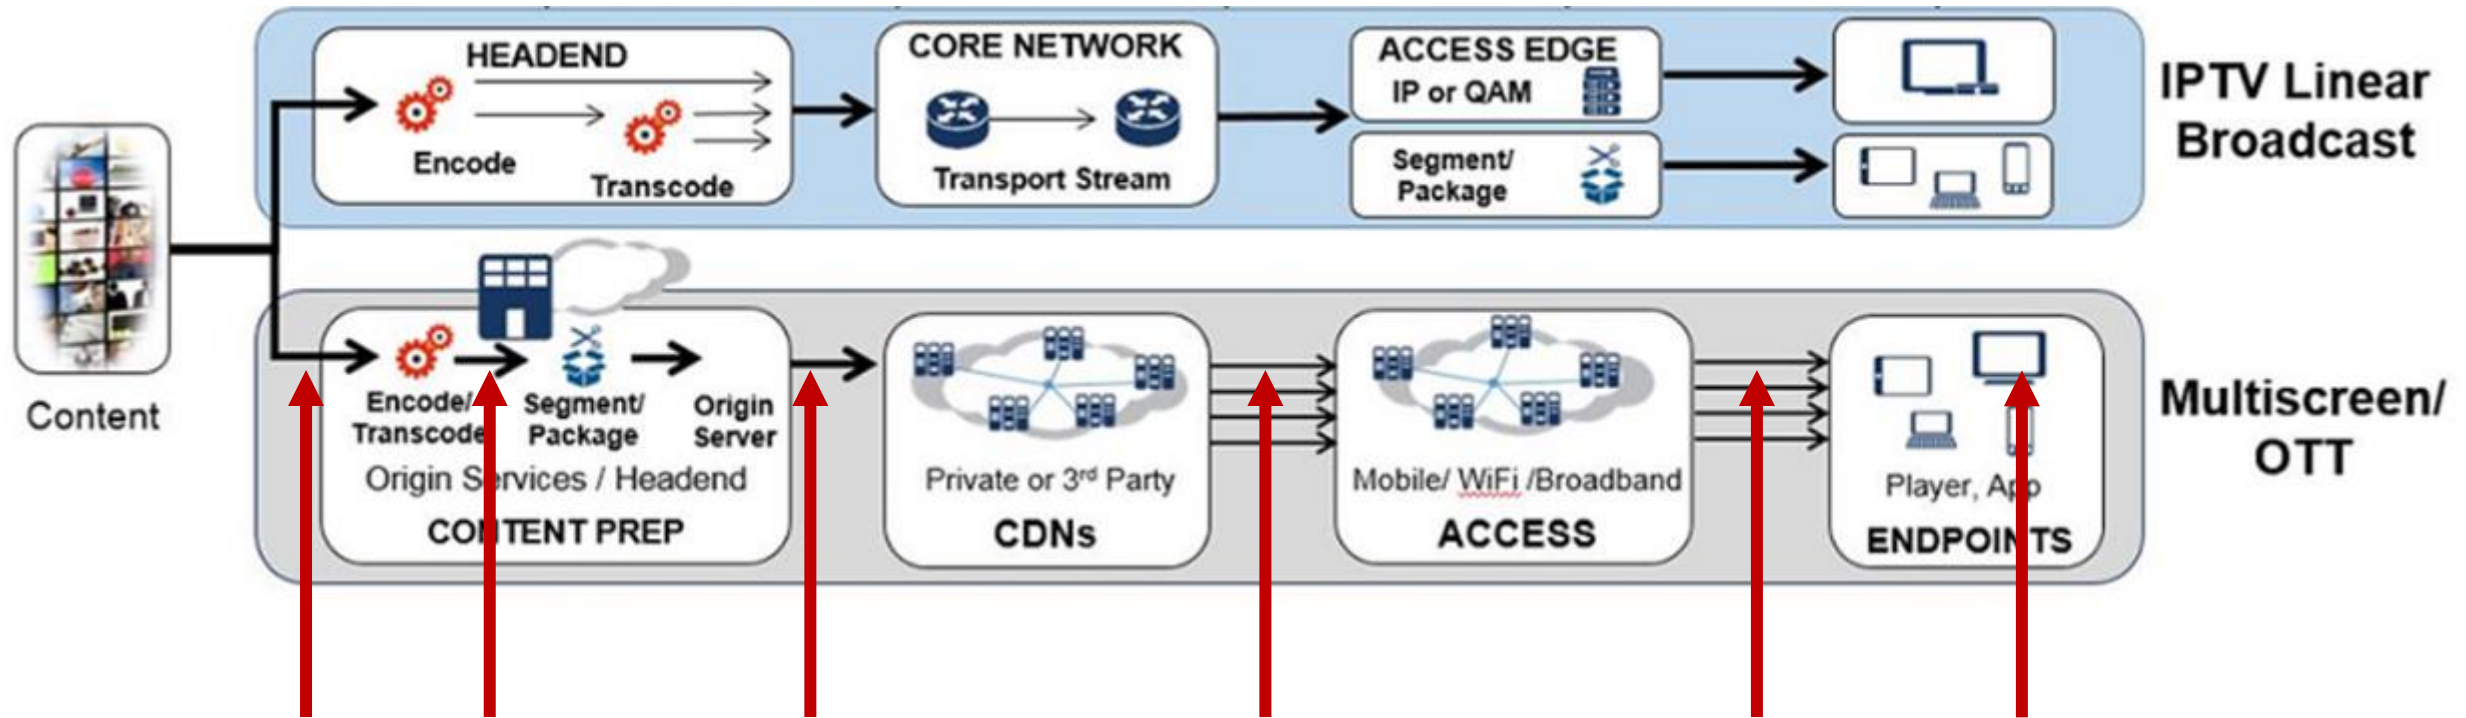 HEADEND
Encode
Transcode
CORE NETWORK
Transport Stream
ACCESS EDGE
IP or QAM
Segment/
Package
IPTV Linear
Broadcast
Content
Encode/
Transcode
Segment/
Package
Origin
Server
Origin Services / Headend
CONTENT PREP
Private or 3rd Party
CDNs
Mobile/ WiFi /Broadband
ACCESS
Player, App
ENDPOINTS
Multiscreen/
OTT